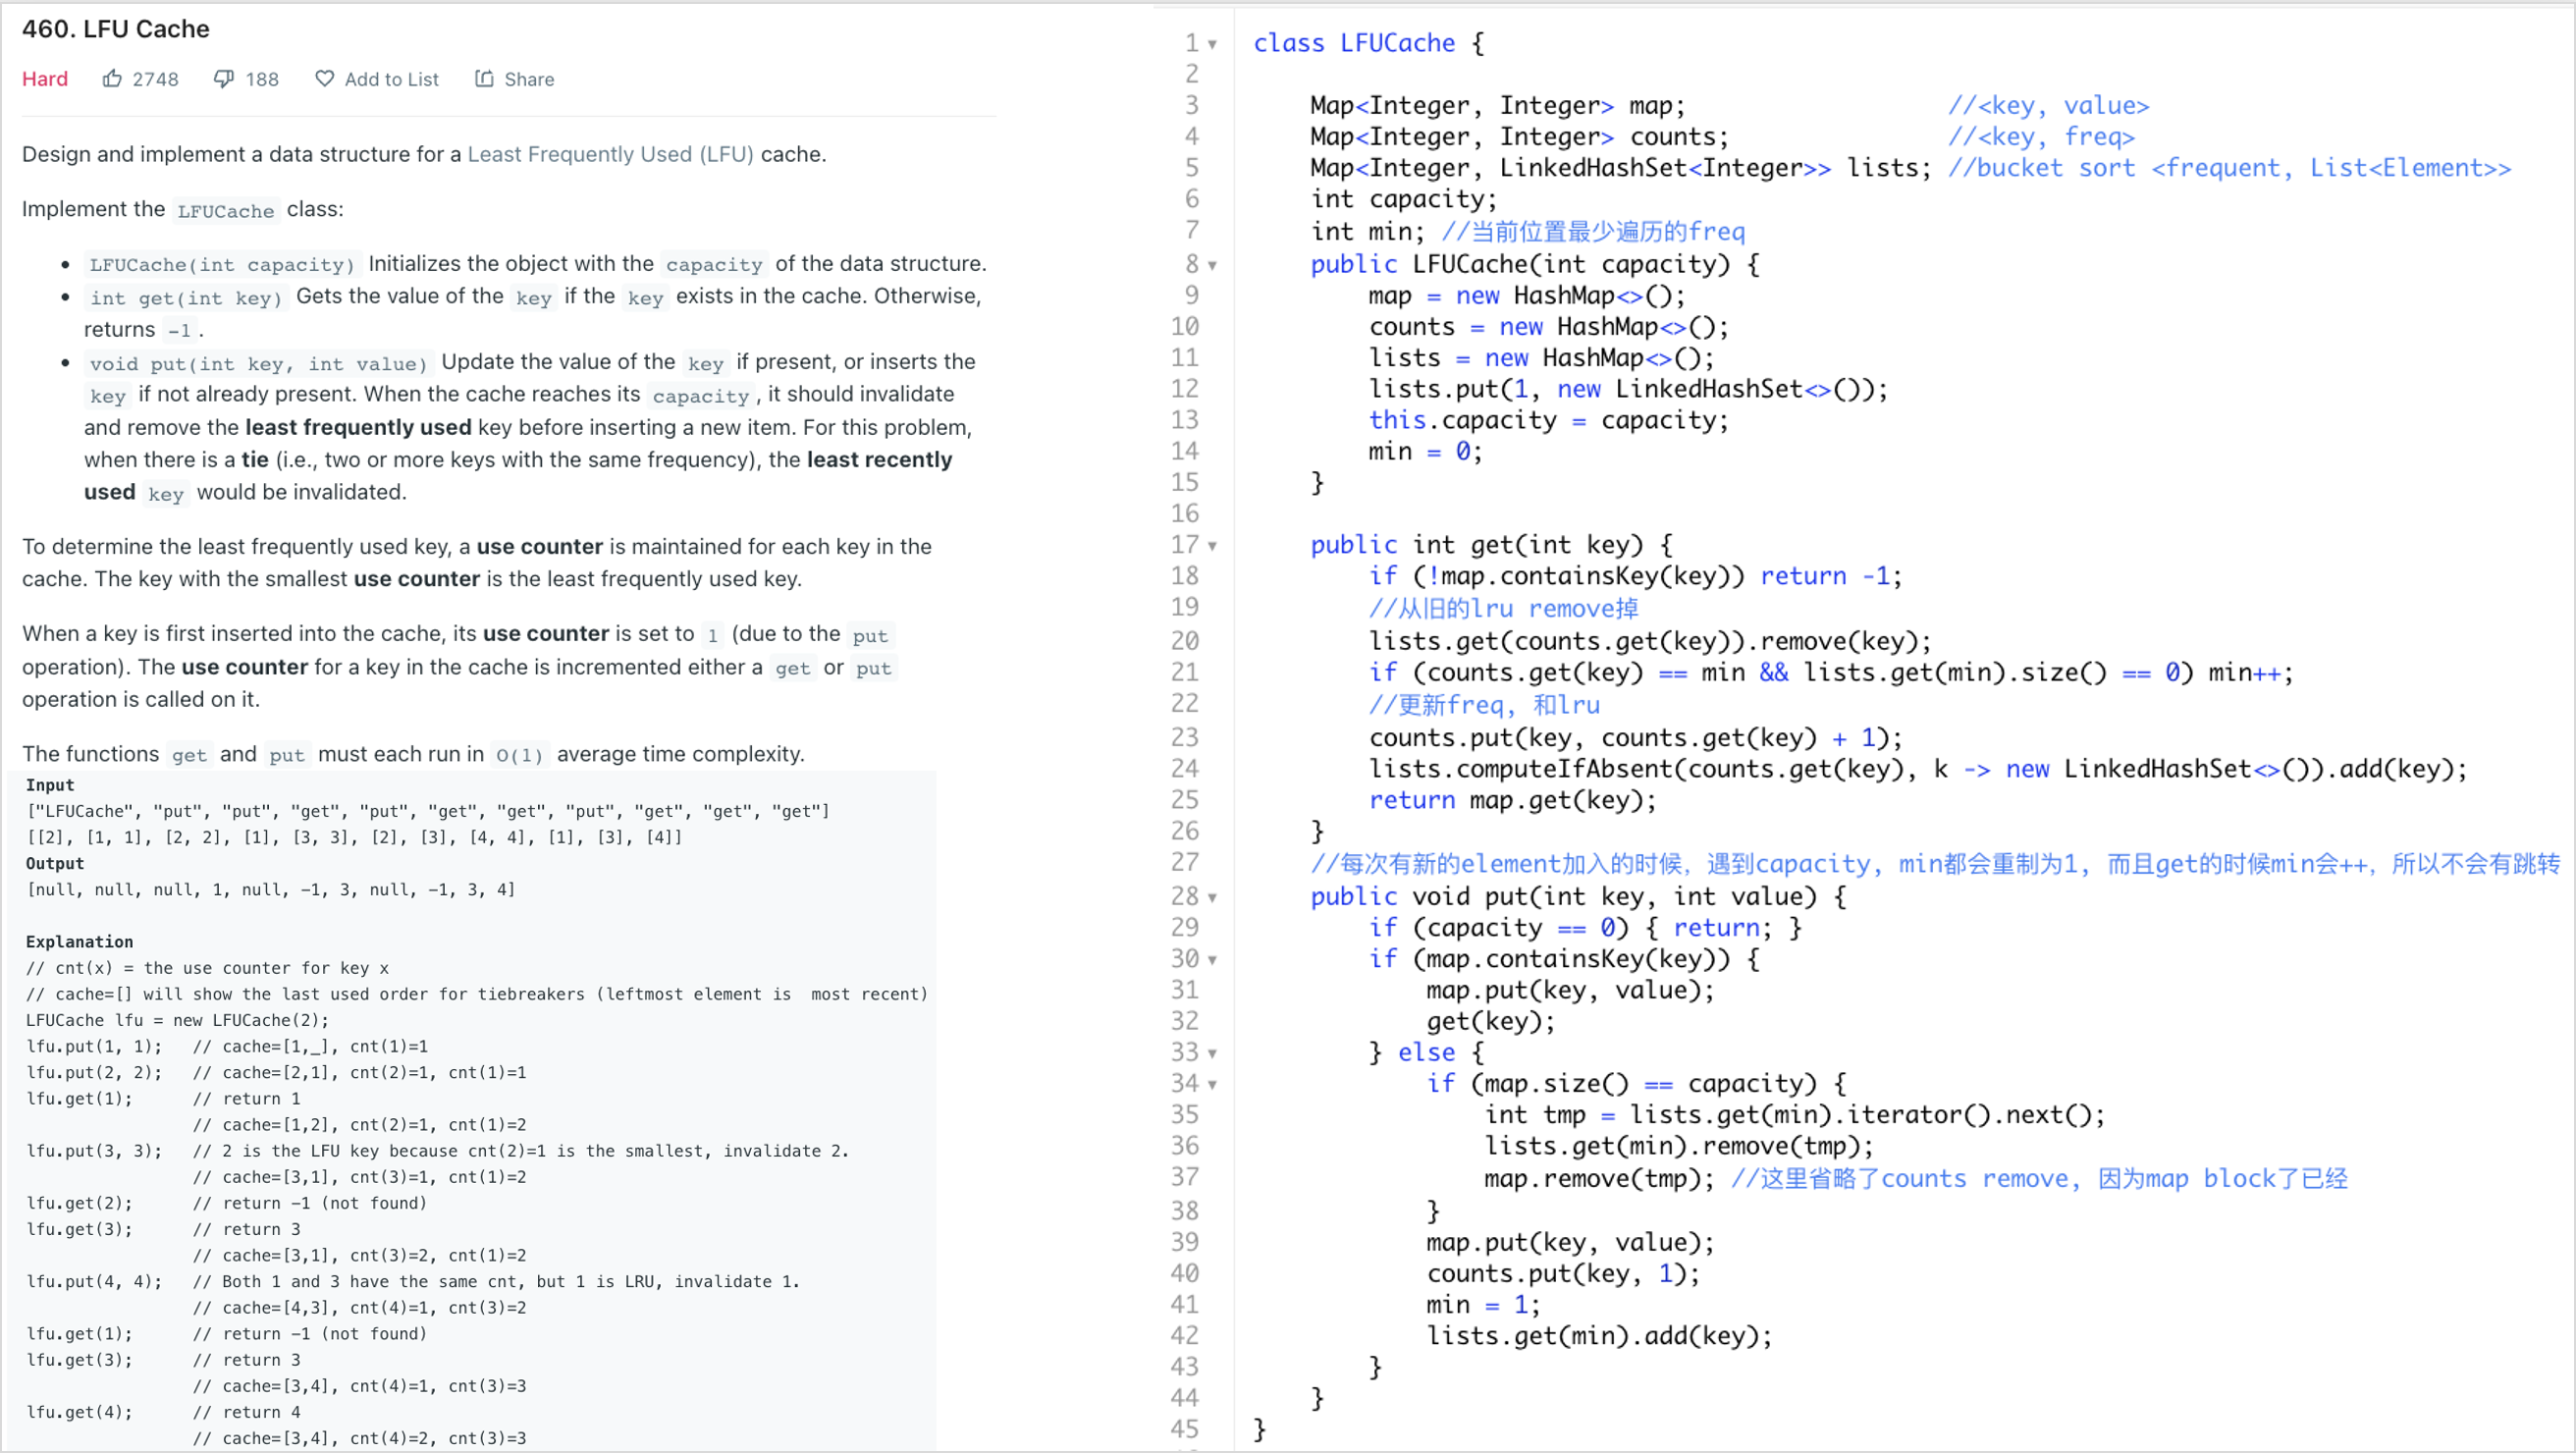 460. LFU Cache
Hard 2748 188 Add to List Share
Design and implement a data structure for a Least Frequently Used (LFU) cache.
Implement the LFUCache class:
• LFUCache(int capacity) Initializes the object with the capacity of the data structure.
• int get(int key) Gets the value of the key if the key exists in the cache. Otherwise,
returns -1 .
• void put(int key, int value) Update the value of the key if present, or inserts the
key if not already present. When the cache reaches its capacity , it should invalidate
and remove the least frequently used key before inserting a new item. For this problem,
when there is a tie (i.e., two or more keys with the same frequency), the least recently
used key would be invalidated.
To determine the least frequently used key, a use counter is maintained for each key in the
cache. The key with the smallest use counter is the least frequently used key.
When a key is first inserted into the cache, its use counter is set to 1 (due to the put
operation). The use counter for a key in the cache is incremented either a get or put
operation is called on it.
The functions get and put must each run in O(1) average time complexity.
Input
["LFUCache", "put", "put", "get", "put", "get", "get", "put", "get", "get", "get"]
[[2], [1, 1], [2, 2], [1], [3, 3], [2], [3], [4, 4], [1], [3], [4]]
Output
[null, null, null, 1, null, -1, 3, null, -1, 3, 4]
Explanation
// cnt(x) = the use counter for key x
// cache=[] will show the last used order for tiebreakers (leftmost element is  most recent)
LFUCache lfu = new LFUCache(2);
lfu.put(1, 1);   // cache=[1,_], cnt(1)=1
lfu.put(2, 2);   // cache=[2,1], cnt(2)=1, cnt(1)=1
lfu.get(1);      // return 1
// cache=[1,2], cnt(2)=1, cnt(1)=2
lfu.put(3, 3);   // 2 is the LFU key because cnt(2)=1 is the smallest, invalidate 2.
// cache=[3,1], cnt(3)=1, cnt(1)=2
lfu.get(2);      // return -1 (not found)
lfu.get(3);      // return 3
// cache=[3,1], cnt(3)=2, cnt(1)=2
lfu.put(4, 4);   // Both 1 and 3 have the same cnt, but 1 is LRU, invalidate 1.
// cache=[4,3], cnt(4)=1, cnt(3)=2
lfu.get(1);      // return -1 (not found)
lfu.get(3);      // return 3
// cache=[3,4], cnt(4)=1, cnt(3)=3
lfu.get(4);      // return 4
// cache=[3,4], cnt(4)=2, cnt(3)=3
1 class LFUCache {
2
3     Map<Integer, Integer> map; //<key, value>
4     Map<Integer, Integer> counts; //<key, freq>
5     Map<Integer, LinkedHashSet<Integer>> lists; //bucket sort <frequent, List<Element>>
6     int capacity;
7     int min; //当前位置最少遍历的freq
8     public LFUCache(int capacity) {
9         map = new HashMap<>();
10         counts = new HashMap<>();
11         lists = new HashMap<>();
12         lists.put(1, new LinkedHashSet<>());
13         this.capacity = capacity;
14         min = 0;
15     }
16
17     public int get(int key) {
18         if (!map.containsKey(key)) return -1;
19         //从旧的lru remove掉
20         lists.get(counts.get(key)).remove(key);
21         if (counts.get(key) == min && lists.get(min).size() == 0) min++;
22         //更新freq, 和lru
23         counts.put(key, counts.get(key) + 1);
24         lists.computeIfAbsent(counts.get(key), k -> new LinkedHashSet<>()).add(key);
25         return map.get(key);
26     }
27     //每次有新的element加入的时候，遇到capacity, min都会重制为1, 而且get的时候min会++，所以不会有跳转
28     public void put(int key, int value) {
29         if (capacity == 0) { return; }
30         if (map.containsKey(key)) {
31             map.put(key, value);
32             get(key);
33         } else {
34             if (map.size() == capacity) {
35                 int tmp = lists.get(min).iterator().next();
36                 lists.get(min).remove(tmp);
37                 map.remove(tmp); //这里省略了counts remove, 因为map block了已经
38             }
39             map.put(key, value);
40             counts.put(key, 1);
41             min = 1;
42             lists.get(min).add(key);
43         }
44     }
45 }